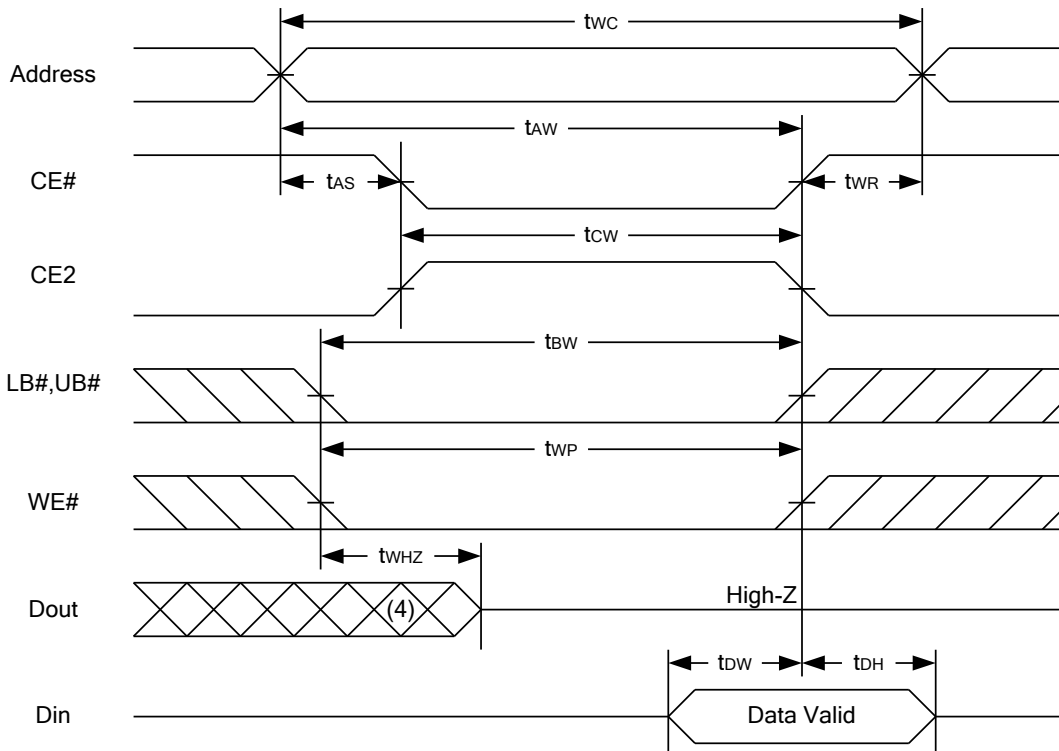 tWC
Address
tAW
CE#
tAS
tWR
tCW
CE2
tBW
LB#,UB#
tWP
WE#
tWHZ
Dout
(4)
High-Z
tDW
tDH
Din
Data Valid